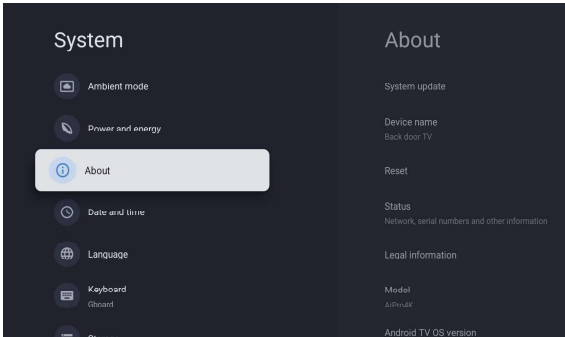 System
Ambient mode
Power and energy
About
Date and time
Language
Keyboard
Gboard
About
System update
Device name
Back door TV
Reset
Status
Network, serial numbers and other information
Legal information
Model
AiPro4K
Android TV OS version